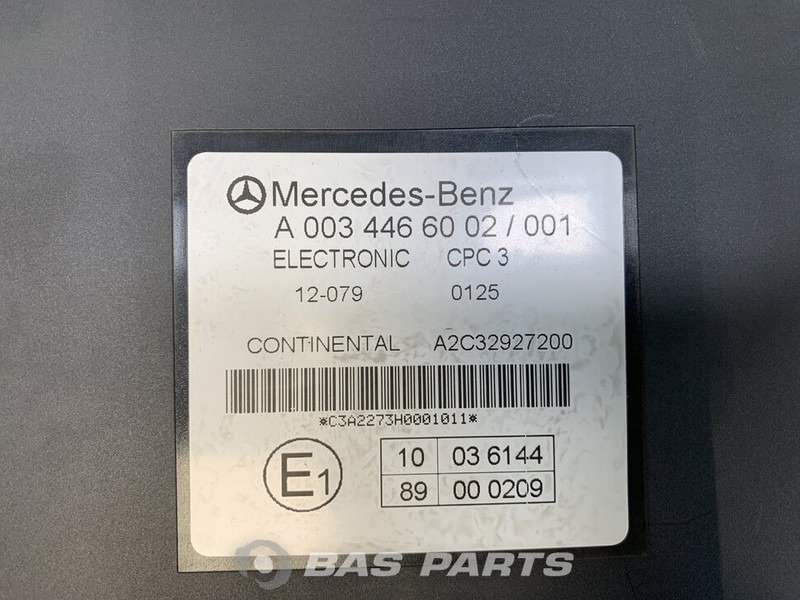 Mercedes-Benz
A 003 446 60 02 / 001
ELECTRONIC CPC 3
12-079 0125
CONTINENTAL A2C32927200
*C3A2273H0001011*
E1
10 03 6144
89 00 0209
BAS PARTS